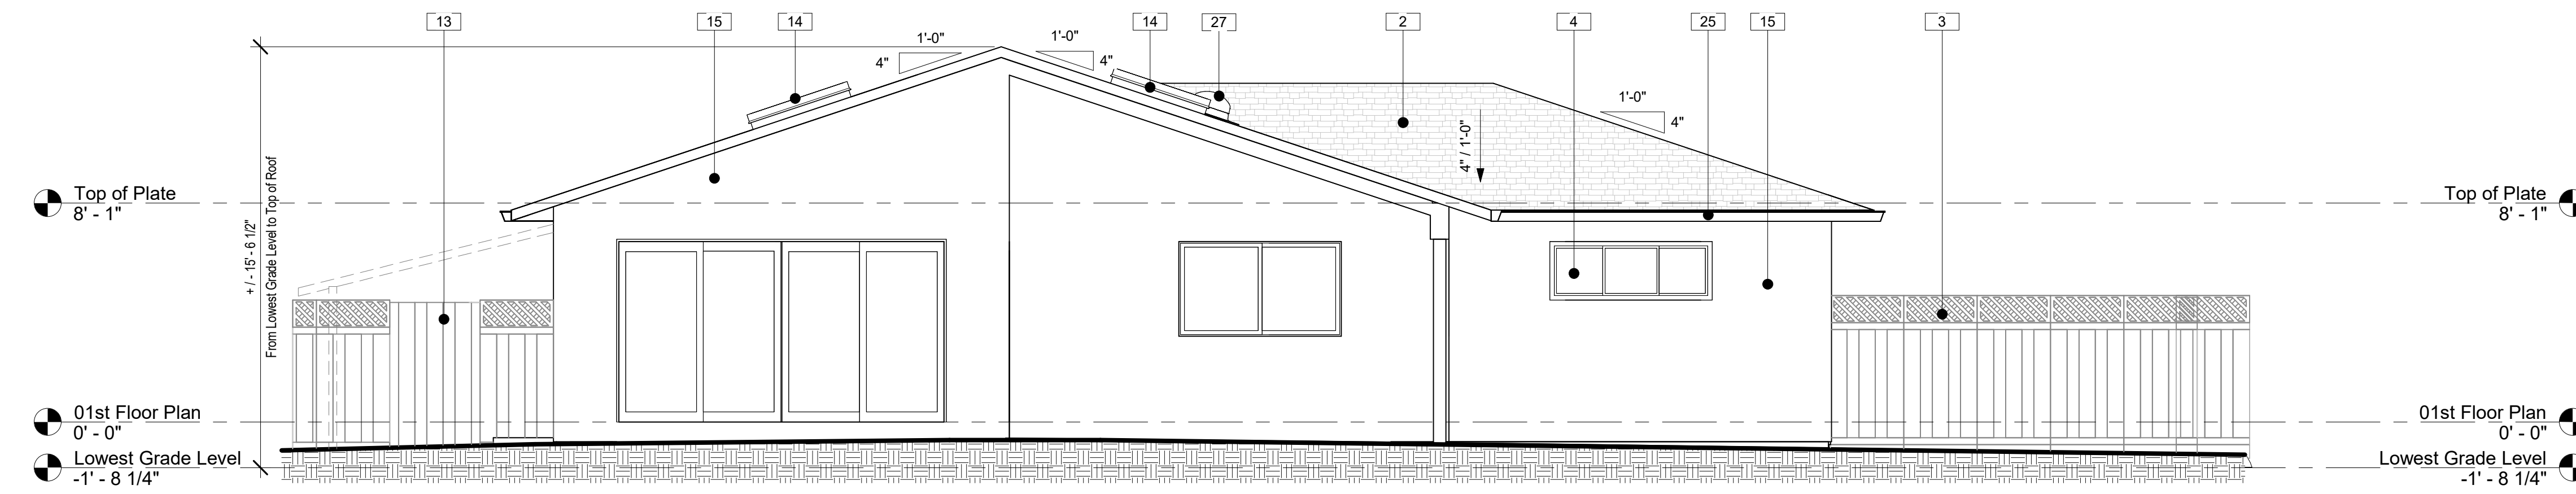 13
15
14
14
27
2
4
25
15
3
1'-0"
4"
1'-0"
4"
1'-0"
4"
4" / 1'-0"
+ / - 15' - 6 1/2"
From Lowest Grade Level to Top of Roof
Top of Plate
8' - 1"
Top of Plate
8' - 1"
01st Floor Plan
0' - 0"
01st Floor Plan
0' - 0"
Lowest Grade Level
-1' - 8 1/4"
Lowest Grade Level
-1' - 8 1/4"